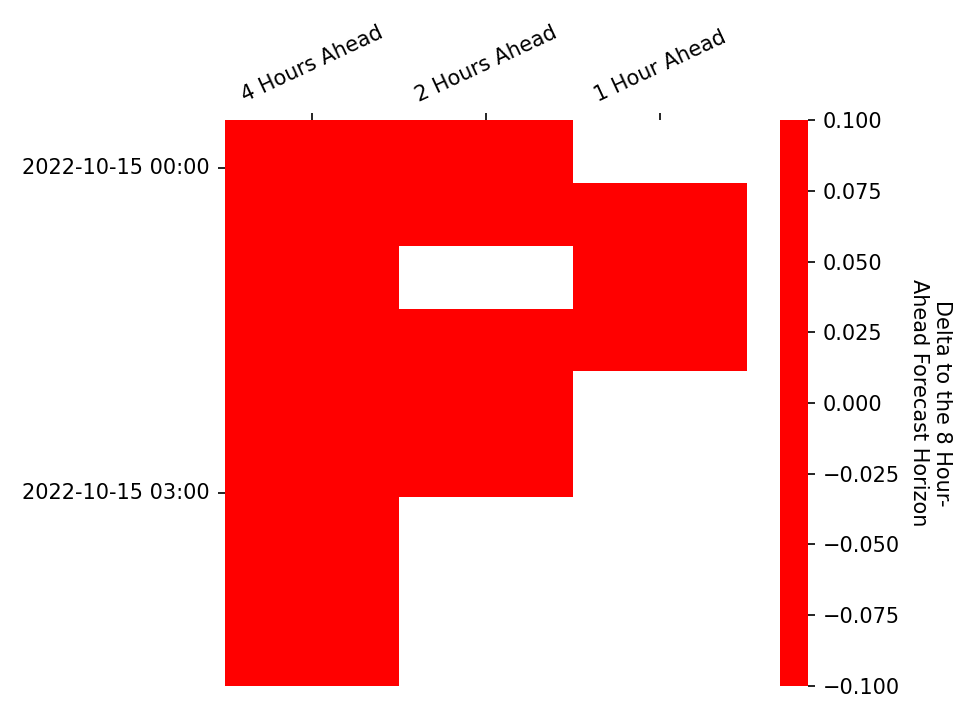 4 Hours Ahead
2 Hours Ahead
1 Hour Ahead
2022-10-15 00:00
2022-10-15 03:00
0.100
0.075
0.050
0.025
0.000
−0.025
−0.050
−0.075
−0.100
Delta to the 8 Hour-
Ahead Forecast Horizon